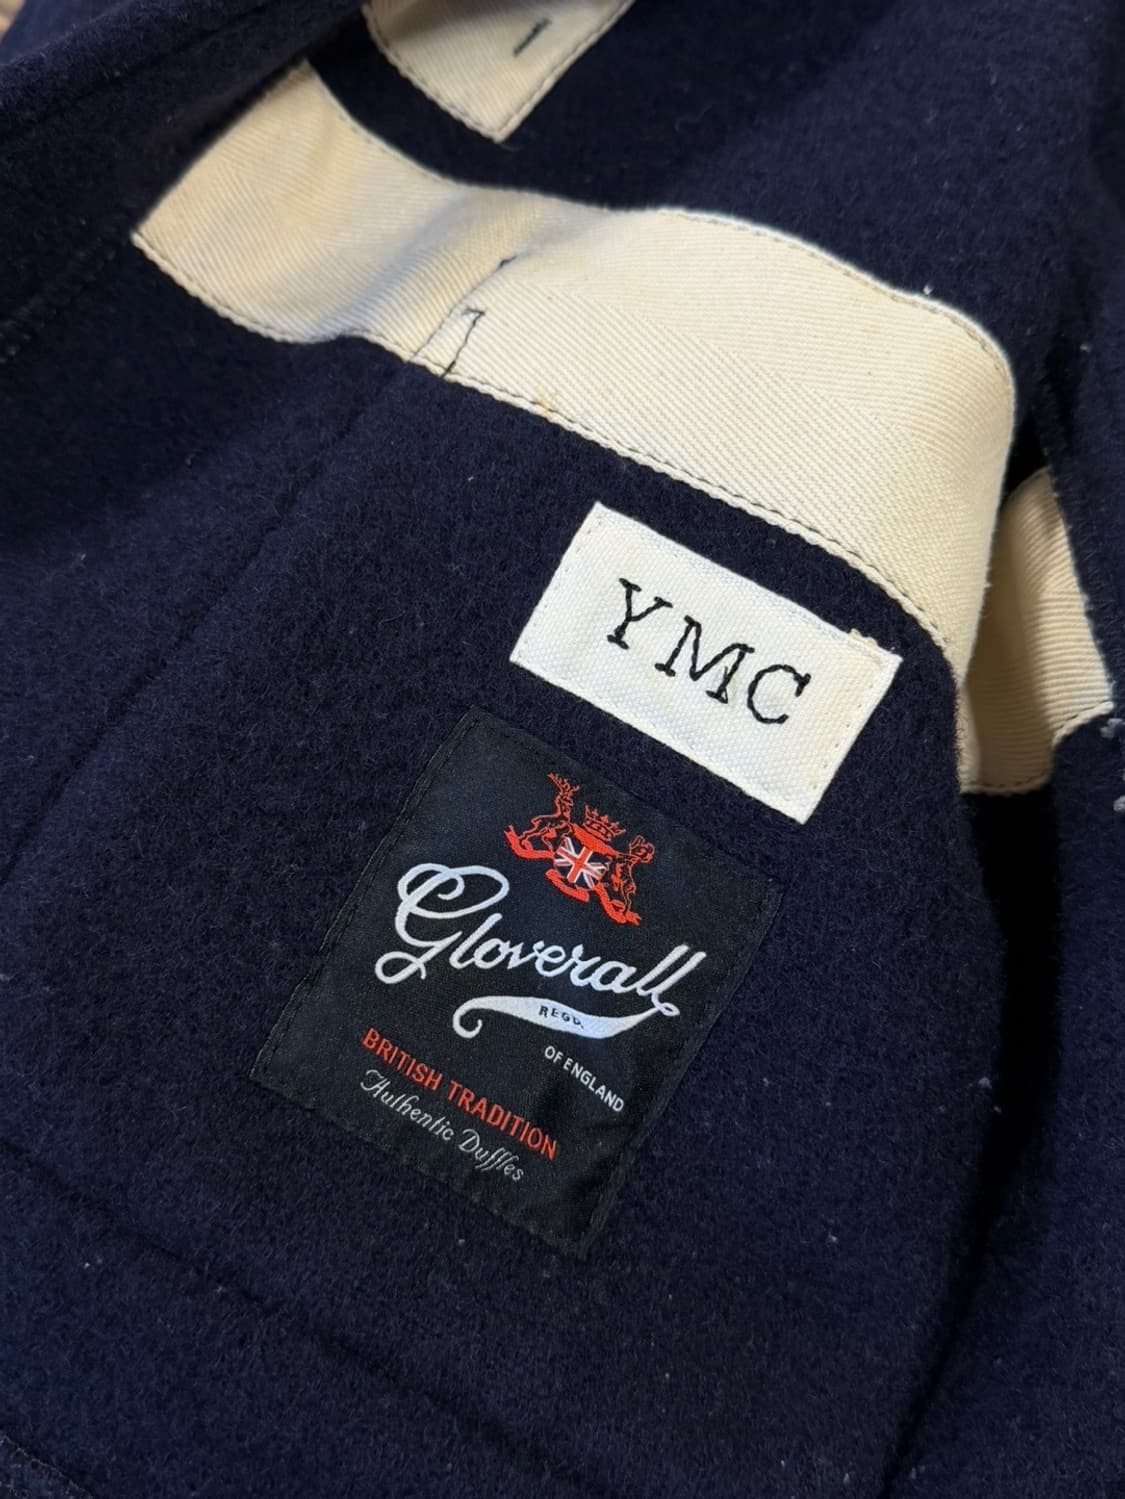 YMC
Gloverall
REGD.
OF ENGLAND
BRITISH TRADITION
Authentic Duffles